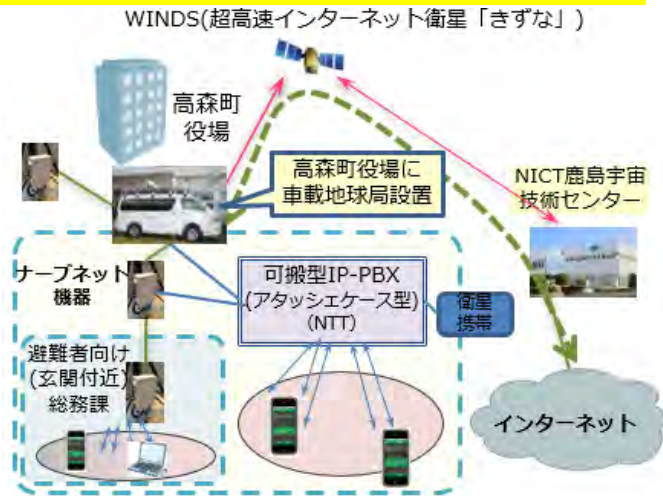 WINDS(超高速インターネット衛星「きずな」)
高森町
役場
高森町役場に
車載地球局設置
NICT鹿島宇宙
技術センター
ナーブネット
機器
可搬型IP-PBX
(アタッシェケース型)
(NTT)
衛星
携帯
避難者向け
(玄関付近)
総務課
インターネット